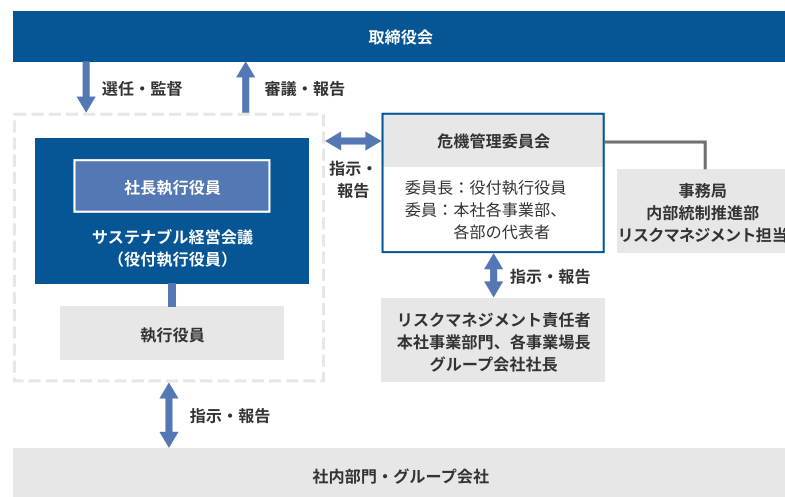 取締役会
選任・監督
審議・報告
社長執行役員
サステナブル経営会議
（役付執行役員）
執行役員
指示・
報告
危機管理委員会
委員長：役付執行役員
委員：本社各事業部、
各部の代表者
事務局
内部統制推進部
リスクマネジメント担当
指示・報告
リスクマネジメント責任者
本社事業部門、各事業場長
グループ会社社長
指示・報告
社内部門・グループ会社